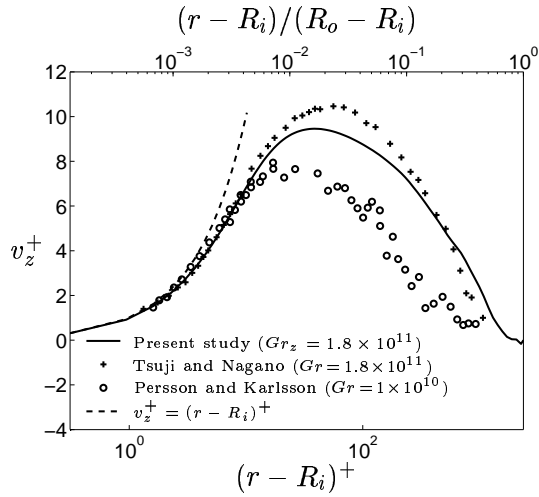 (r − R_i)/(R_o − R_i)
10^−3 10^−2 10^−1 10^0
12
10
8
6
4
2
0
−2
−4
v_z^+
Present study (Gr_z = 1.8 × 10^11)
Tsuji and Nagano (Gr = 1.8 × 10^11)
Persson and Karlsson (Gr = 1 × 10^10)
v_z^+ = (r − R_i)^+
10^0 10^2
(r − R_i)^+